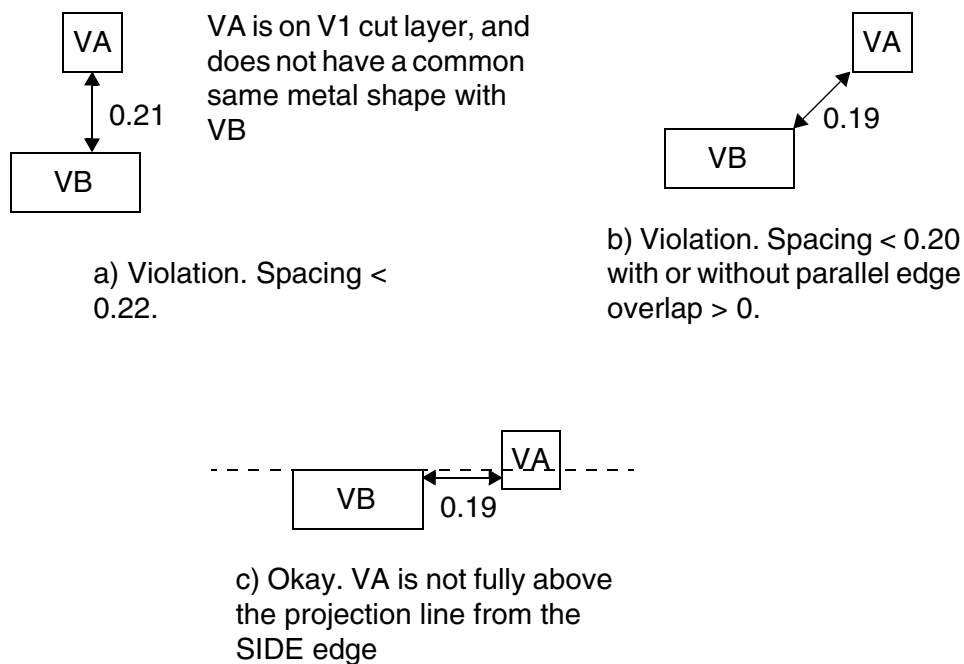 VA
0.21
VB
VA is on V1 cut layer, and
does not have a common
same metal shape with
VB
a) Violation. Spacing <
0.22.
VA
0.19
VB
b) Violation. Spacing < 0.20
with or without parallel edge
overlap > 0.
VA
VB
0.19
c) Okay. VA is not fully above
the projection line from the
SIDE edge